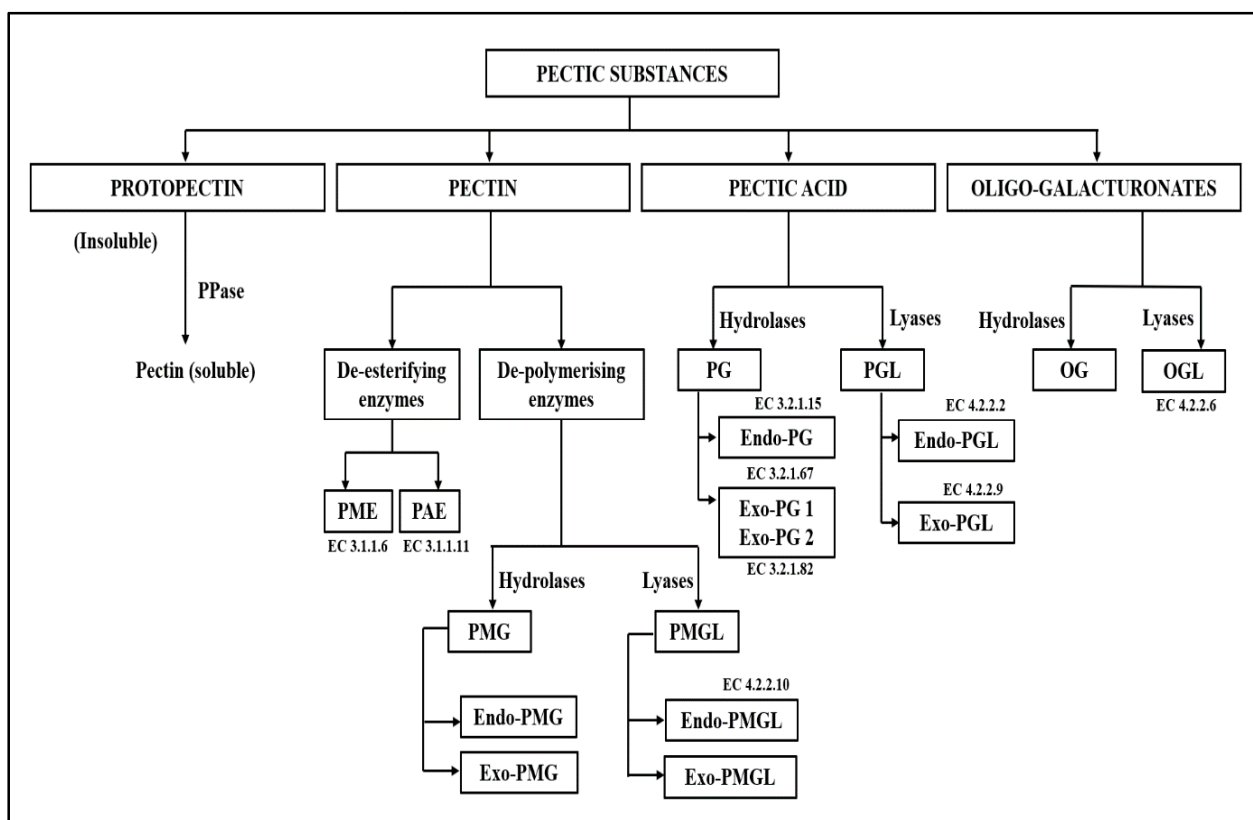 PECTIC SUBSTANCES
PROTOPECTIN
PECTIN
PECTIC ACID
OLIGO-GALACTURONATES
(Insoluble)
PPase
Pectin (soluble)
De-esterifying
enzymes
De-polymerising
enzymes
PME
EC 3.1.1.6
PAE
EC 3.1.1.11
Hydrolases
PMG
Endo-PMG
Exo-PMG
Lyases
PMGL
EC 4.2.2.10
Endo-PMGL
Exo-PMGL
Hydrolases
PG
EC 3.2.1.15
Endo-PG
EC 3.2.1.67
Exo-PG 1
Exo-PG 2
EC 3.2.1.82
Lyases
PGL
EC 4.2.2.2
Endo-PGL
EC 4.2.2.9
Exo-PGL
Hydrolases
OG
Lyases
OGL
EC 4.2.2.6